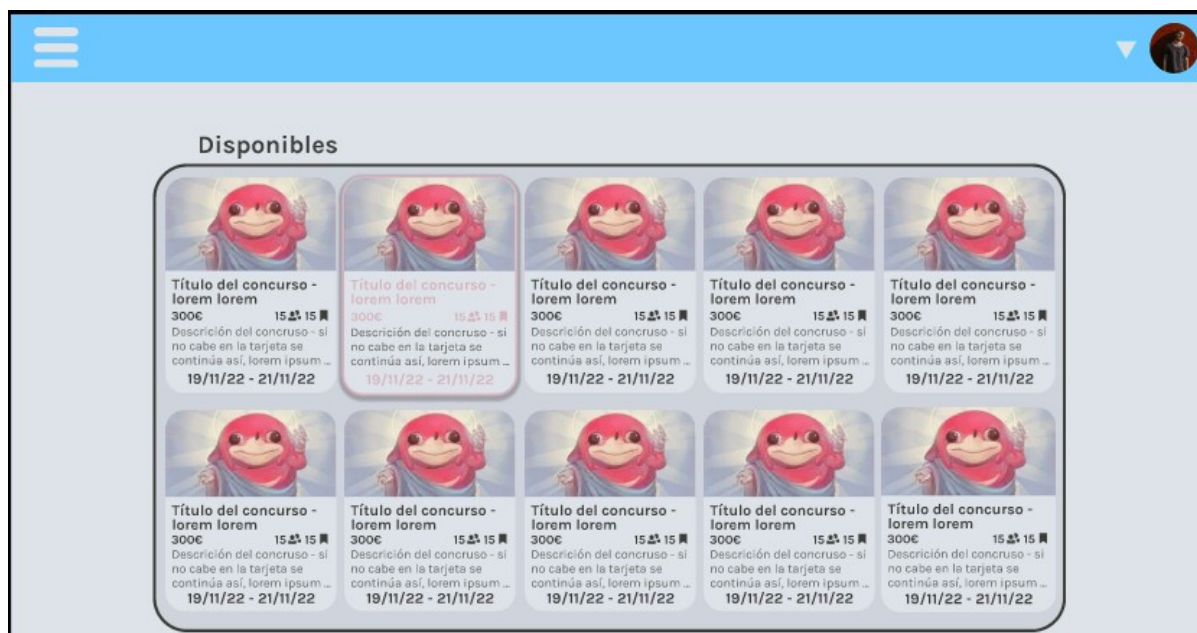 Disponibles
Título del concurso -
lorem lorem
300€ 15 15
Descrición del concruso - si
no cabe en la tarjeta se
continúa así, lorem ipsum ...
19/11/22 - 21/11/22
Título del concurso -
lorem lorem
300€ 15 15
Descrición del concruso - si
no cabe en la tarjeta se
continúa así, lorem ipsum ...
19/11/22 - 21/11/22
Título del concurso -
lorem lorem
300€ 15 15
Descrición del concruso - si
no cabe en la tarjeta se
continúa así, lorem ipsum ...
19/11/22 - 21/11/22
Título del concurso -
lorem lorem
300€ 15 15
Descrición del concruso - si
no cabe en la tarjeta se
continúa así, lorem ipsum ...
19/11/22 - 21/11/22
Título del concurso -
lorem lorem
300€ 15 15
Descrición del concruso - si
no cabe en la tarjeta se
continúa así, lorem ipsum ...
19/11/22 - 21/11/22
Título del concurso -
lorem lorem
300€ 15 15
Descrición del concruso - si
no cabe en la tarjeta se
continúa así, lorem ipsum ...
19/11/22 - 21/11/22
Título del concurso -
lorem lorem
300€ 15 15
Descrición del concruso - si
no cabe en la tarjeta se
continúa así, lorem ipsum ...
19/11/22 - 21/11/22
Título del concurso -
lorem lorem
300€ 15 15
Descrición del concruso - si
no cabe en la tarjeta se
continúa así, lorem ipsum ...
19/11/22 - 21/11/22
Título del concurso -
lorem lorem
300€ 15 15
Descrición del concruso - si
no cabe en la tarjeta se
continúa así, lorem ipsum ...
19/11/22 - 21/11/22
Título del concurso -
lorem lorem
300€ 15 15
Descrición del concruso - si
no cabe en la tarjeta se
continúa así, lorem ipsum ...
19/11/22 - 21/11/22